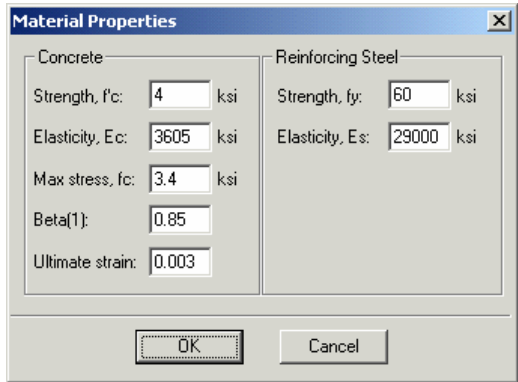 Material Properties
Concrete
Strength, f'c: 4 ksi
Elasticity, Ec: 3605 ksi
Max stress, fc: 3.4 ksi
Beta(1): 0.85
Ultimate strain: 0.003
Reinforcing Steel
Strength, fy: 60 ksi
Elasticity, Es: 29000 ksi
OK Cancel